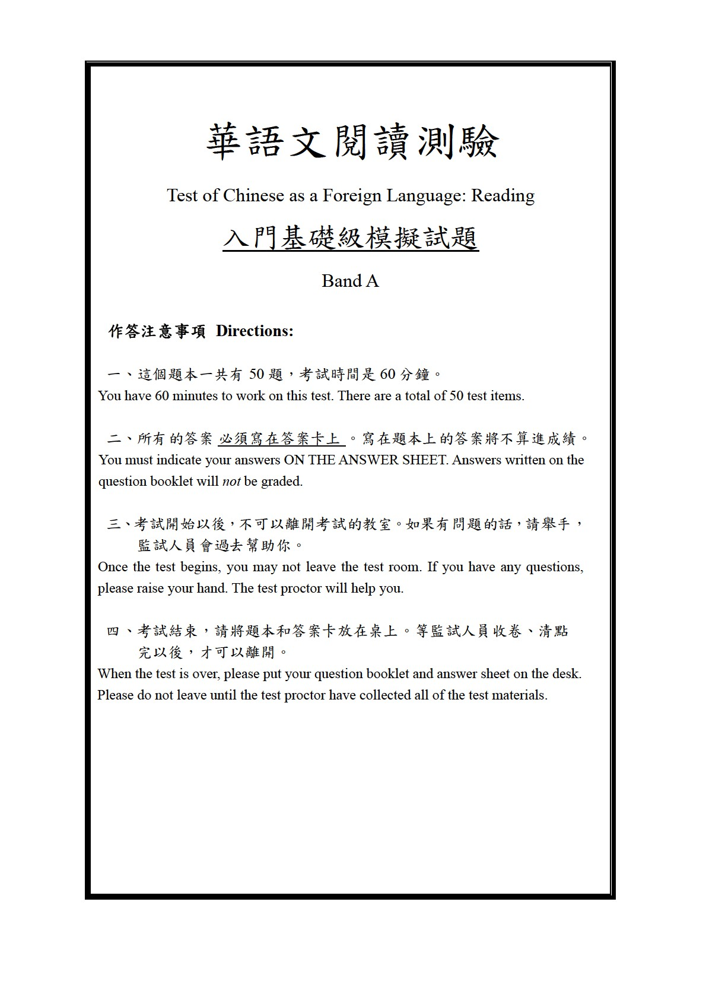 華語文閱讀測驗
Test of Chinese as a Foreign Language: Reading
入門基礎級模擬試題
Band A
作答注意事項 Directions:
一、這個題本一共有 50 題，考試時間是 60 分鐘。
You have 60 minutes to work on this test. There are a total of 50 test items.
二、所有的答案必須寫在答案卡上。寫在題本上的答案將不算進成績。
You must indicate your answers ON THE ANSWER SHEET. Answers written on the
question booklet will not be graded.
三、考試開始以後，不可以離開考試的教室。如果有問題的話，請舉手，
監試人員會過去幫助你。
Once the test begins, you may not leave the test room. If you have any questions,
please raise your hand. The test proctor will help you.
四、考試結束，請將題本和答案卡放在桌上。等監試人員收卷、清點
完以後，才可以離開。
When the test is over, please put your question booklet and answer sheet on the desk.
Please do not leave until the test proctor have collected all of the test materials.